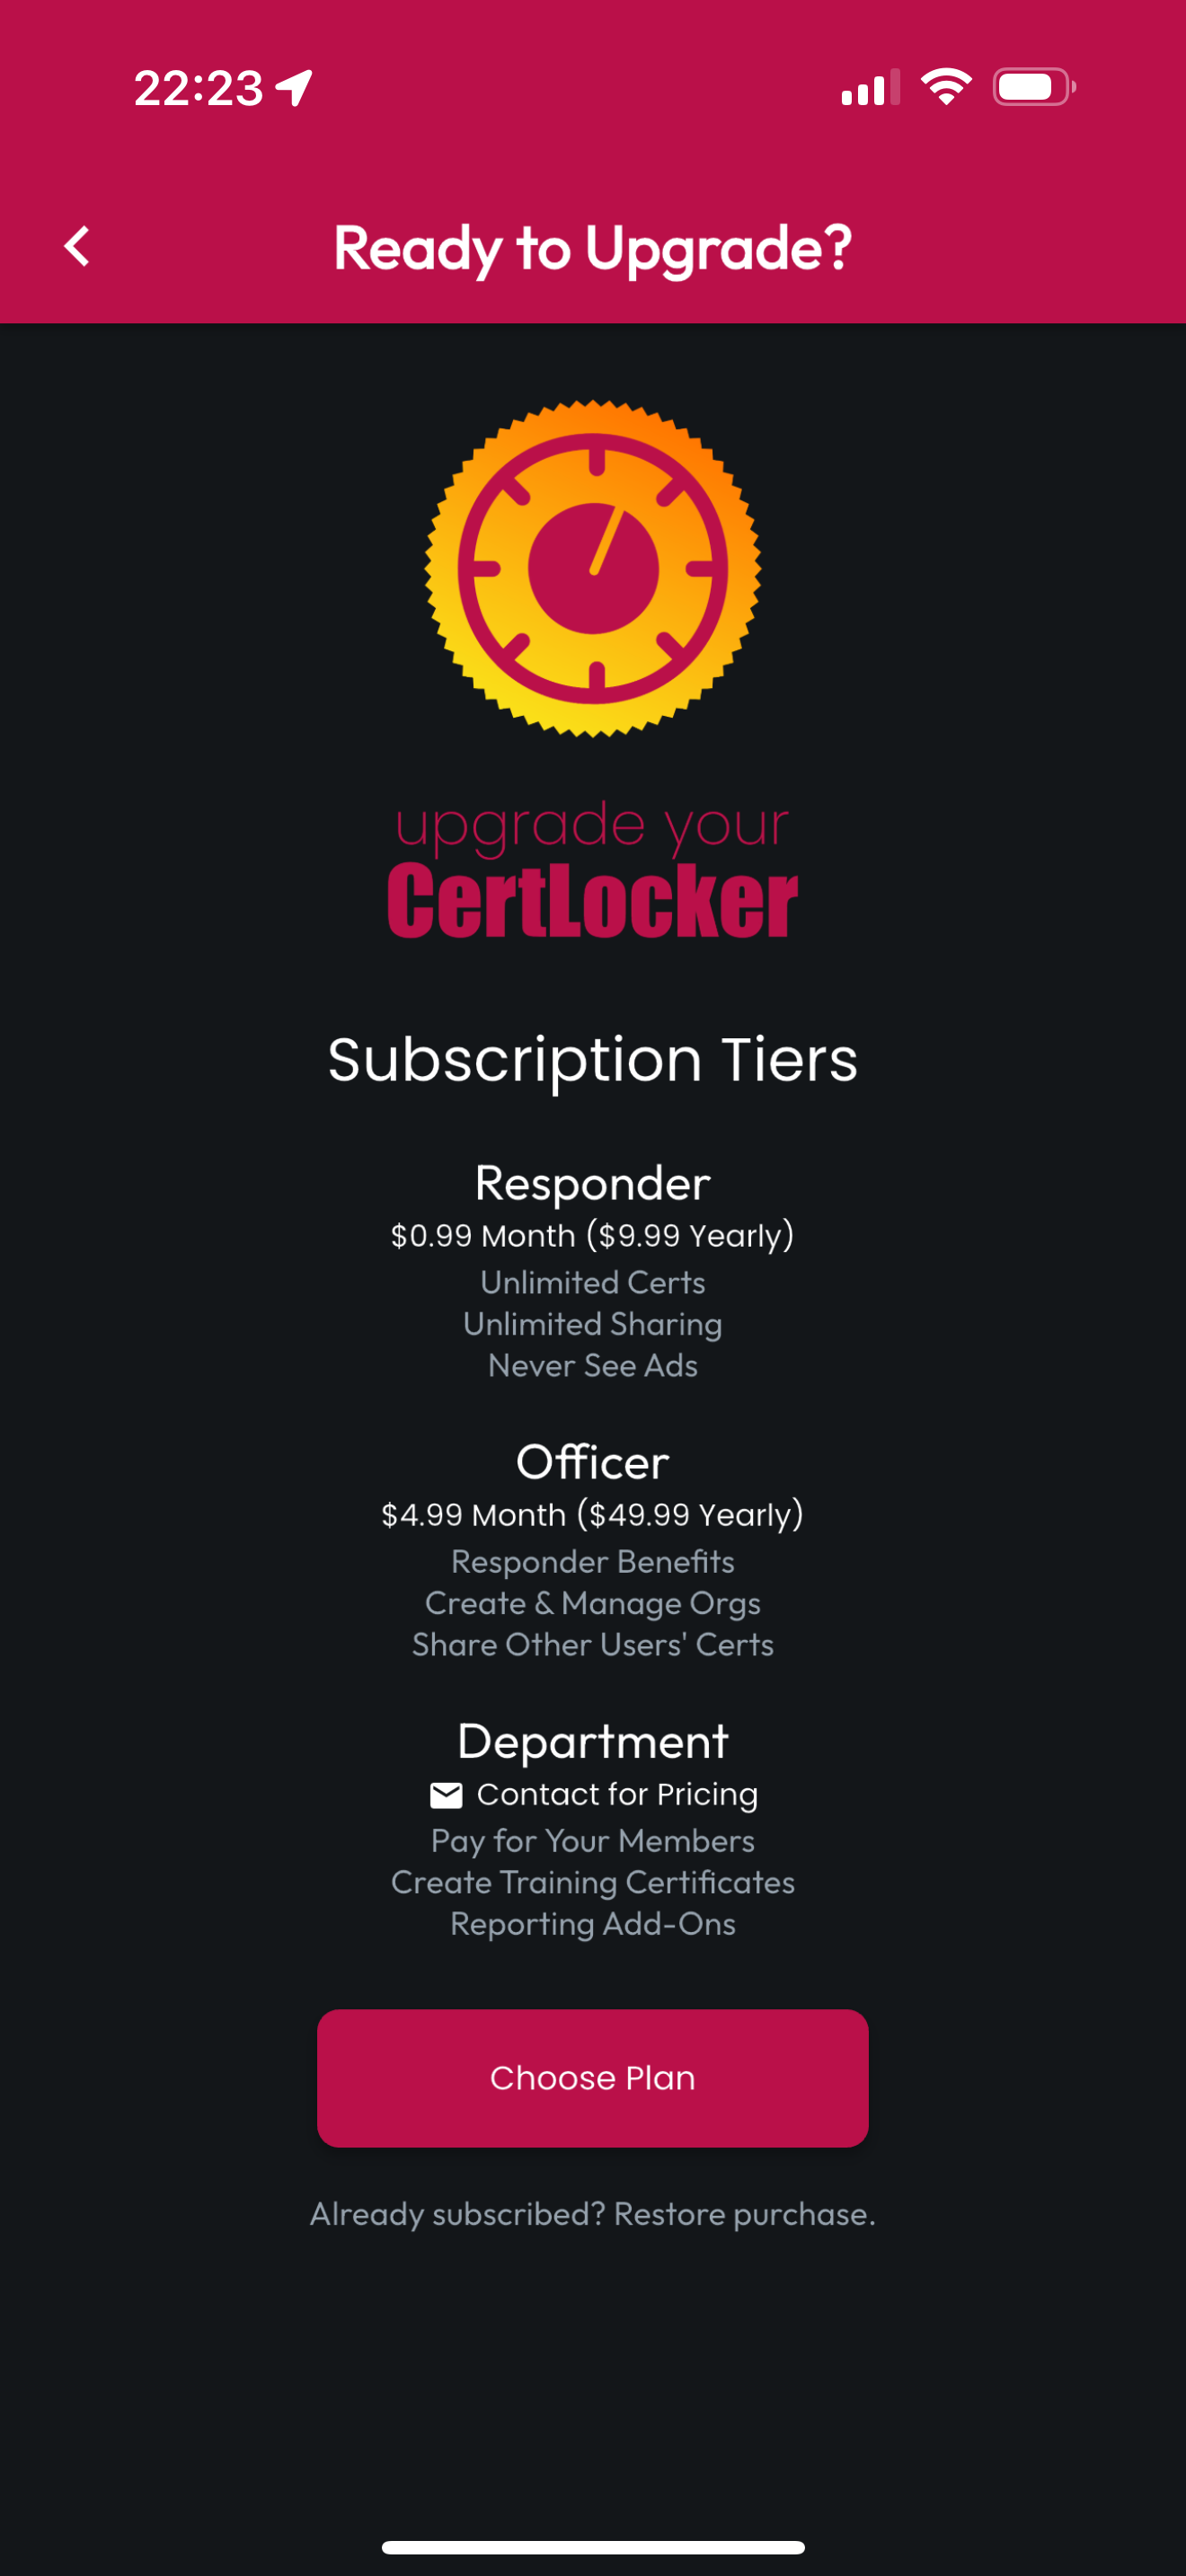 22:23
Ready to Upgrade?
upgrade your
CertLocker
Subscription Tiers
Responder
$0.99 Month ($9.99 Yearly)
Unlimited Certs
Unlimited Sharing
Never See Ads
Officer
$4.99 Month ($49.99 Yearly)
Responder Benefits
Create & Manage Orgs
Share Other Users' Certs
Department
Contact for Pricing
Pay for Your Members
Create Training Certificates
Reporting Add-Ons
Choose Plan
Already subscribed? Restore purchase.